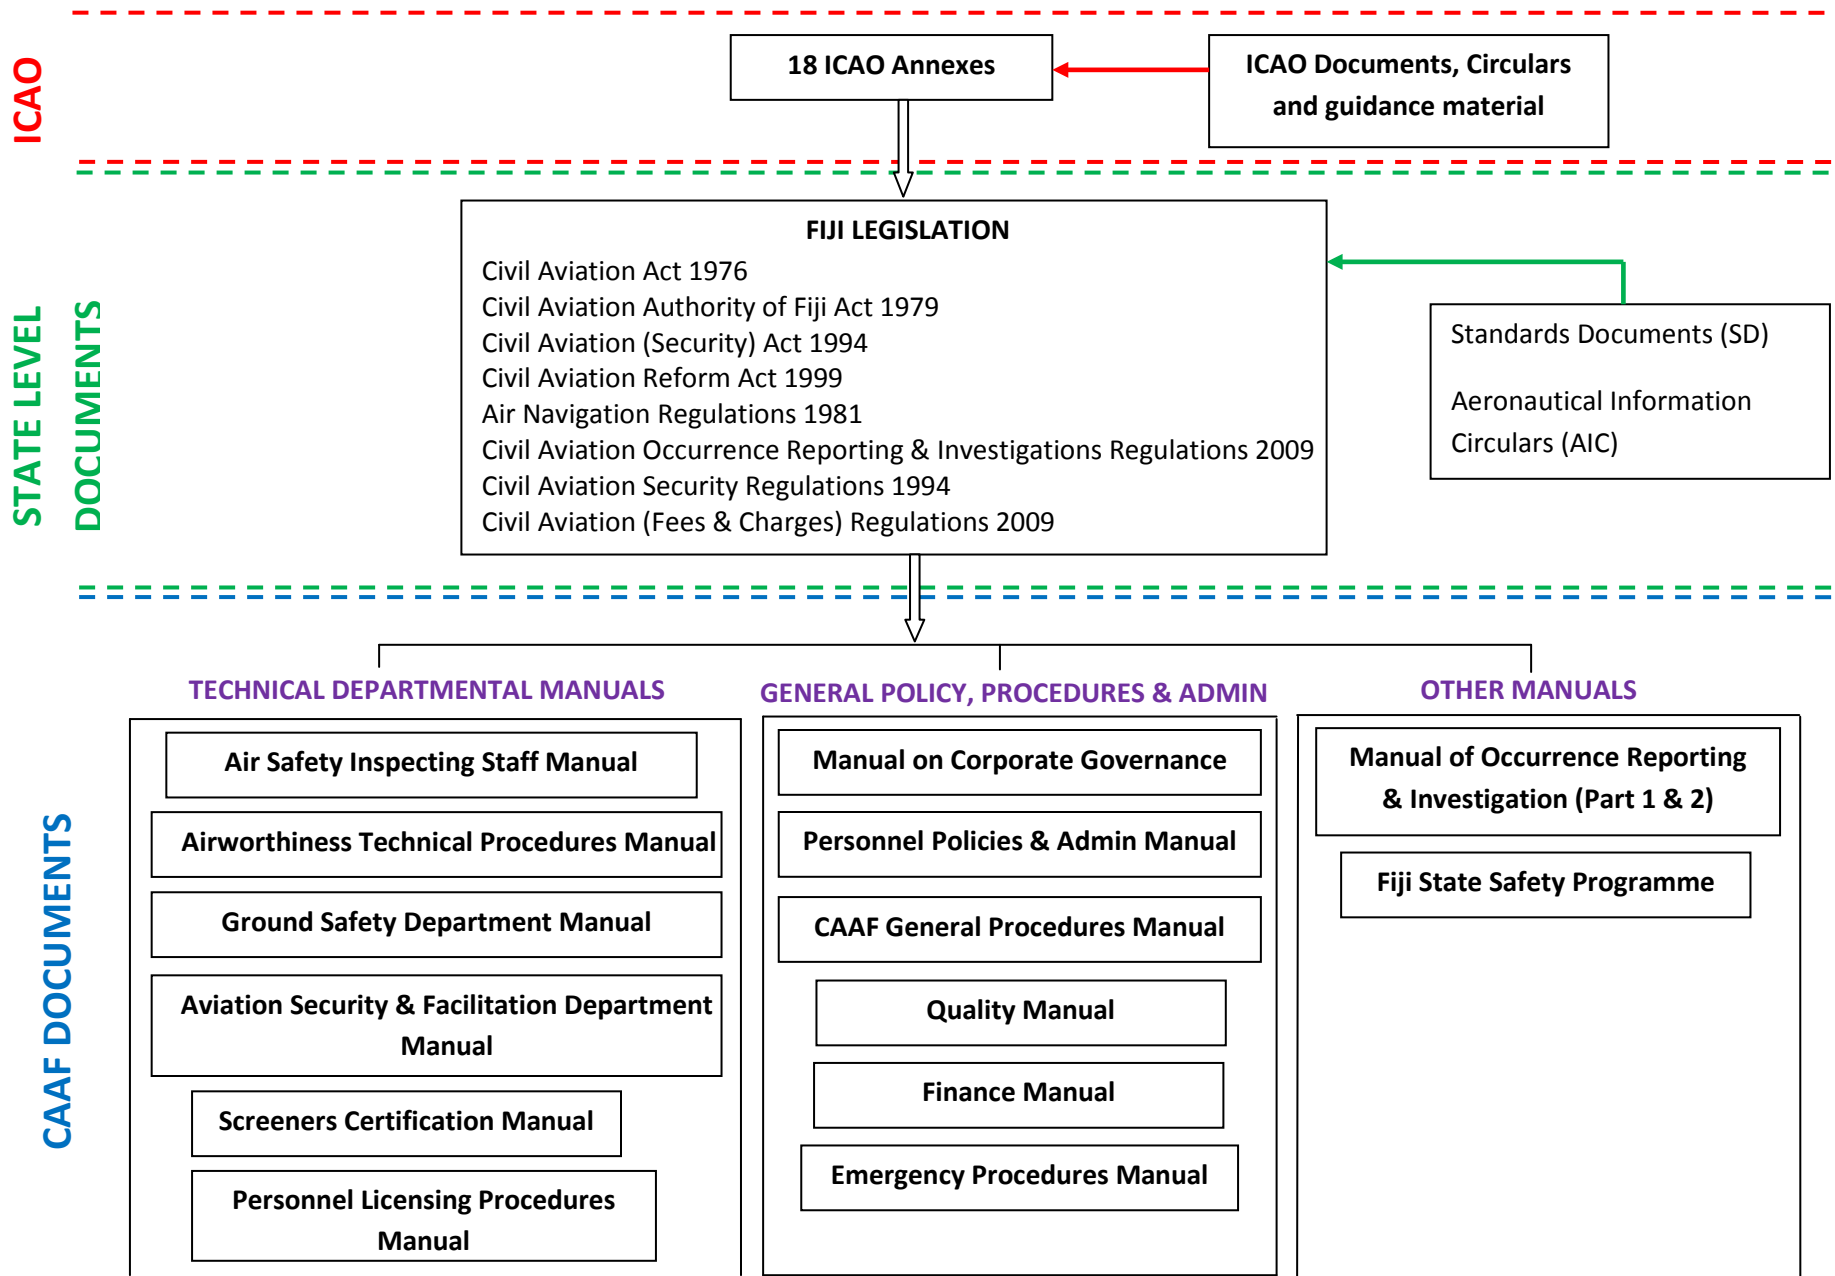 ICAO
18 ICAO Annexes
ICAO Documents, Circulars
and guidance material
STATE LEVEL
DOCUMENTS
FIJI LEGISLATION
Civil Aviation Act 1976
Civil Aviation Authority of Fiji Act 1979
Civil Aviation (Security) Act 1994
Civil Aviation Reform Act 1999
Air Navigation Regulations 1981
Civil Aviation Occurrence Reporting & Investigations Regulations 2009
Civil Aviation Security Regulations 1994
Civil Aviation (Fees & Charges) Regulations 2009
Standards Documents (SD)
Aeronautical Information
Circulars (AIC)
CAAF DOCUMENTS
TECHNICAL DEPARTMENTAL MANUALS
Air Safety Inspecting Staff Manual
Airworthiness Technical Procedures Manual
Ground Safety Department Manual
Aviation Security & Facilitation Department
Manual
Screeners Certification Manual
Personnel Licensing Procedures
Manual
GENERAL POLICY, PROCEDURES & ADMIN
Manual on Corporate Governance
Personnel Policies & Admin Manual
CAAF General Procedures Manual
Quality Manual
Finance Manual
Emergency Procedures Manual
OTHER MANUALS
Manual of Occurrence Reporting
& Investigation (Part 1 & 2)
Fiji State Safety Programme